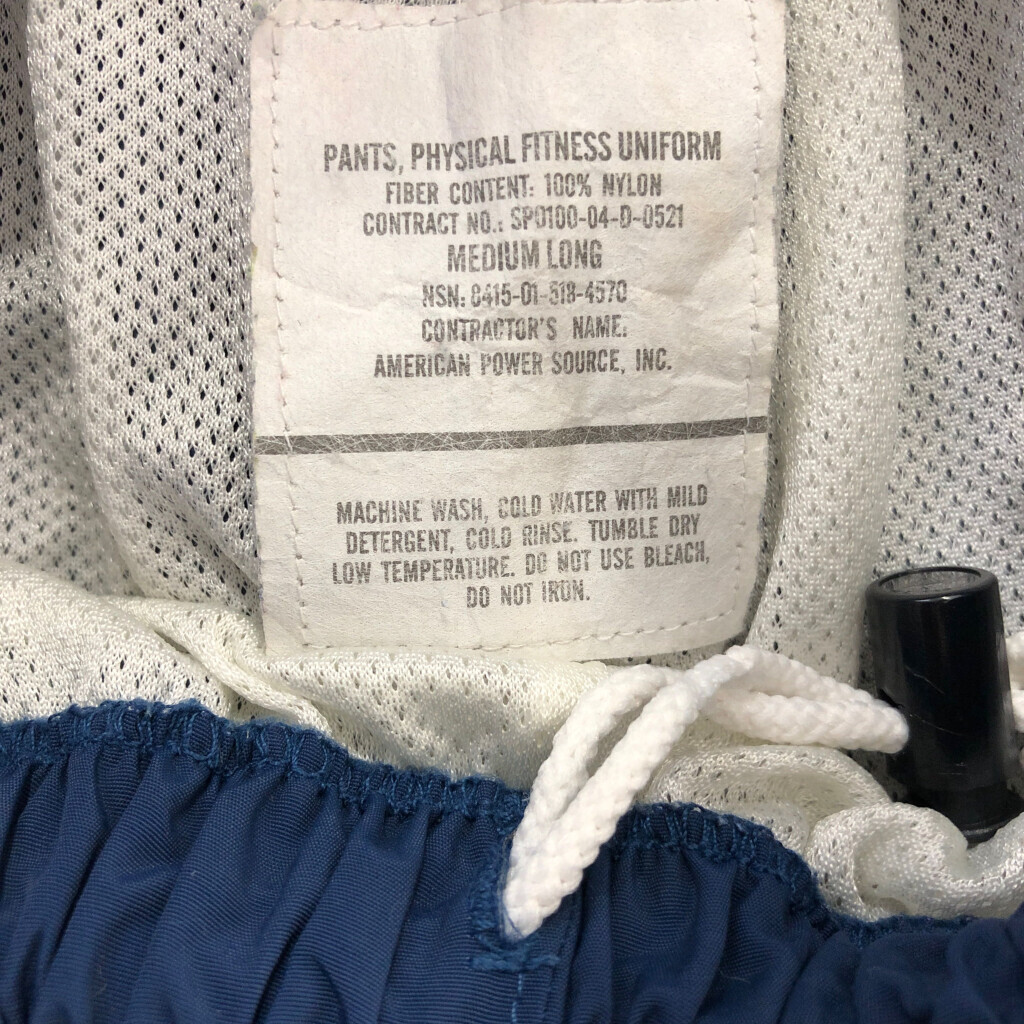 PANTS, PHYSICAL FITNESS UNIFORM
FIBER CONTENT: 100% NYLON
CONTRACT NO.: SP0100-04-D-0521
MEDIUM LONG
NSN: 8415-01-518-4570
CONTRACTOR'S NAME:
AMERICAN POWER SOURCE, INC.
MACHINE WASH, COLD WATER WITH MILD
DETERGENT, COLD RINSE. TUMBLE DRY
LOW TEMPERATURE. DO NOT USE BLEACH,
DO NOT IRON.